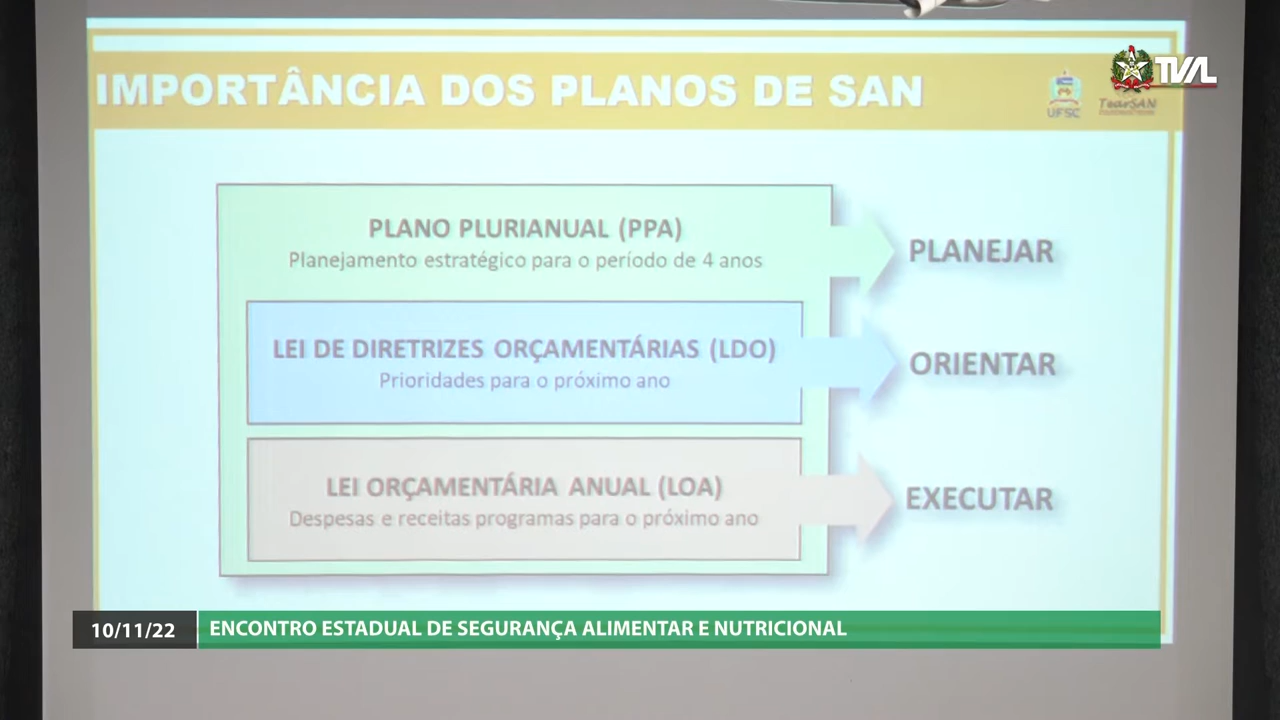 IMPORTÂNCIA DOS PLANOS DE SAN
UFSC
TearSAN
TVAL
PLANO PLURIANUAL (PPA)
Planejamento estratégico para o período de 4 anos
PLANEJAR
LEI DE DIRETRIZES ORÇAMENTÁRIAS (LDO)
Prioridades para o próximo ano
ORIENTAR
LEI ORÇAMENTÁRIA ANUAL (LOA)
Despesas e receitas programas para o próximo ano
EXECUTAR
10/11/22
ENCONTRO ESTADUAL DE SEGURANÇA ALIMENTAR E NUTRICIONAL